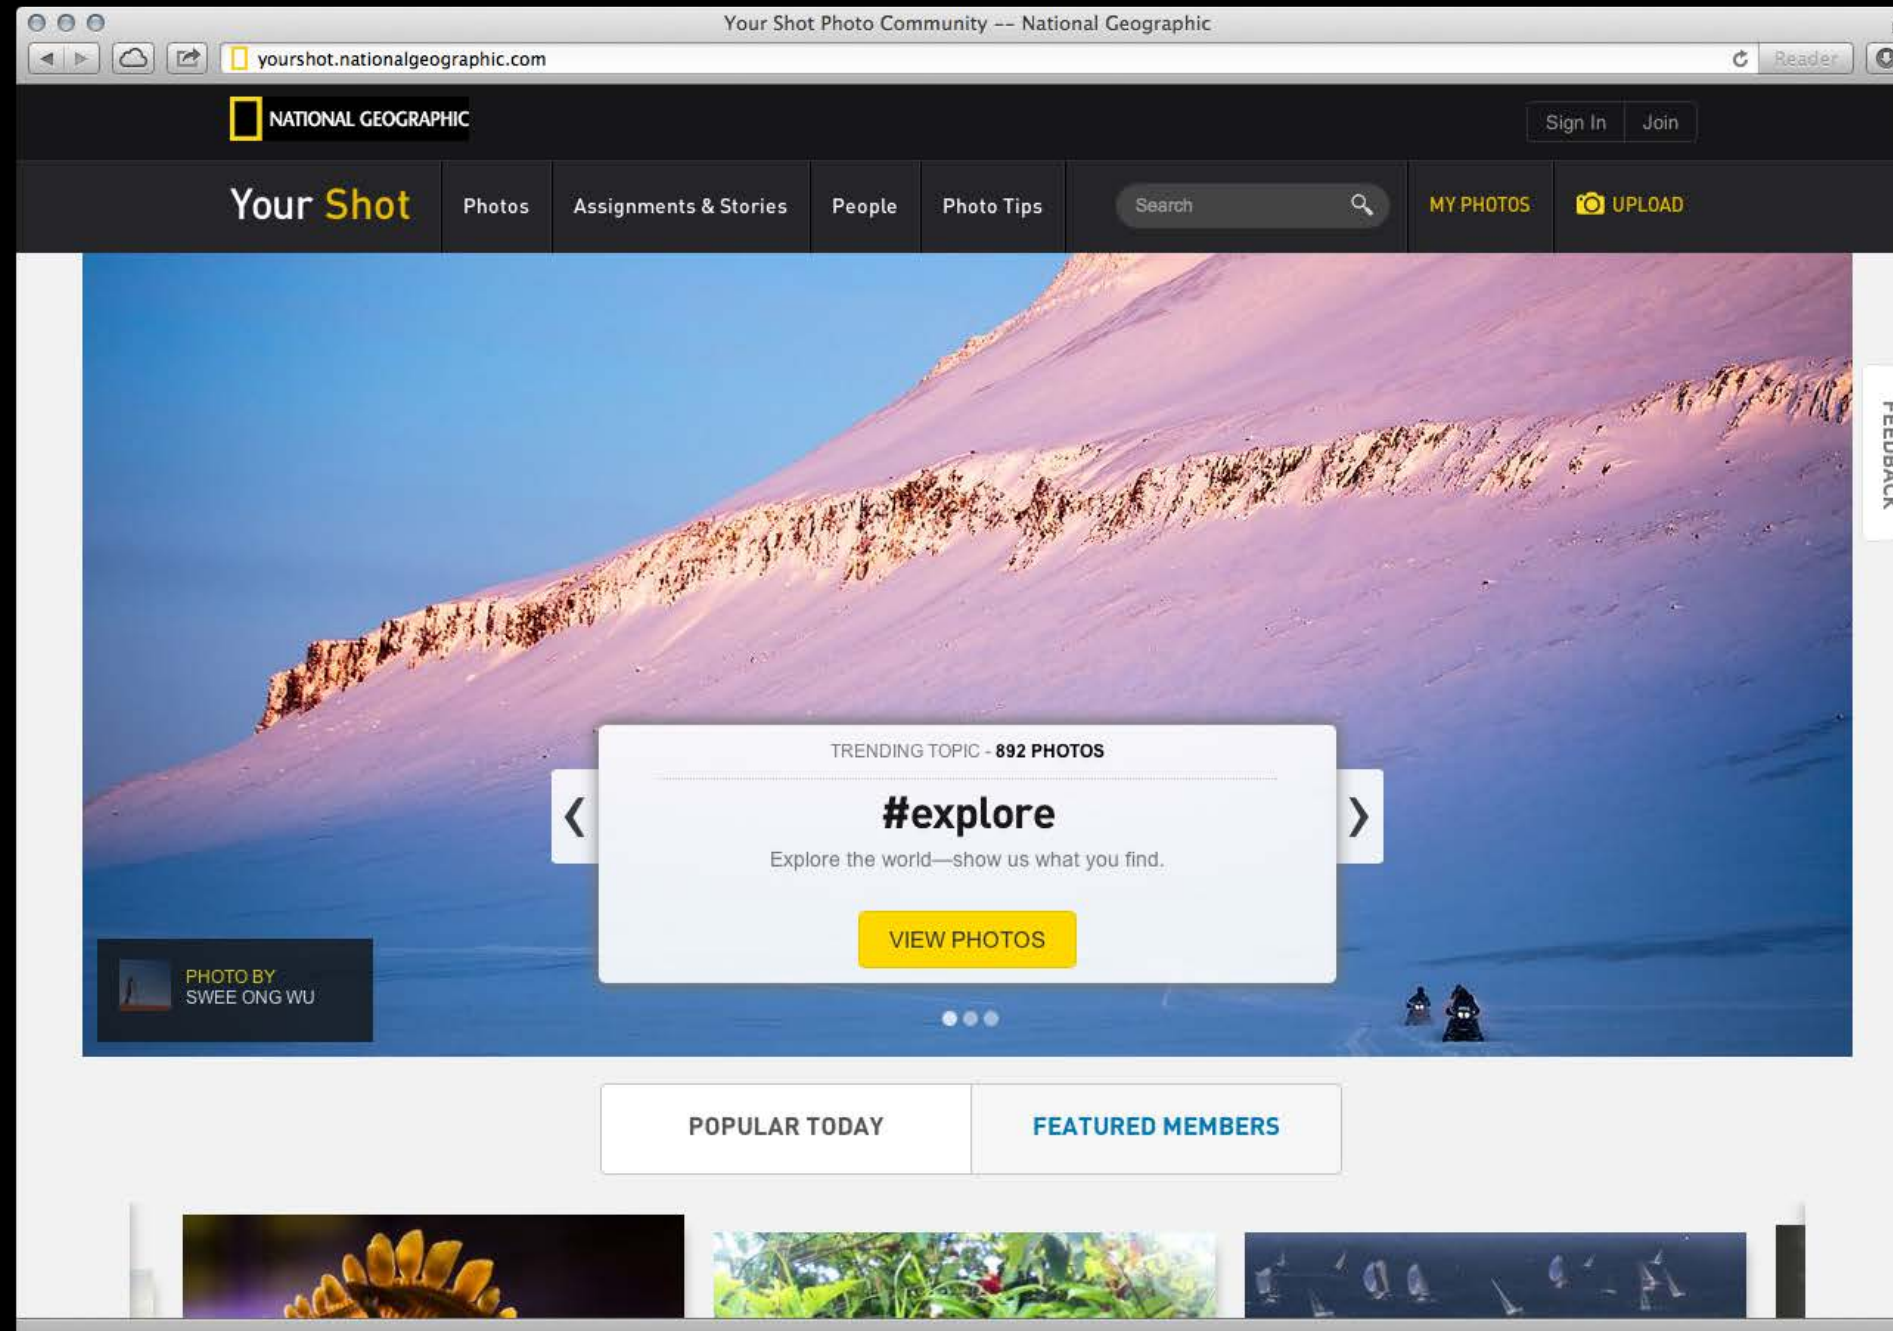 Your Shot Photo Community -- National Geographic
yourshot.nationalgeographic.com
Reader
NATIONAL GEOGRAPHIC
Sign In
Join
Your Shot
Photos
Assignments & Stories
People
Photo Tips
Search
MY PHOTOS
UPLOAD
FEEDBACK
TRENDING TOPIC - 892 PHOTOS
#explore
Explore the world—show us what you find.
VIEW PHOTOS
PHOTO BY
SWEE ONG WU
POPULAR TODAY
FEATURED MEMBERS